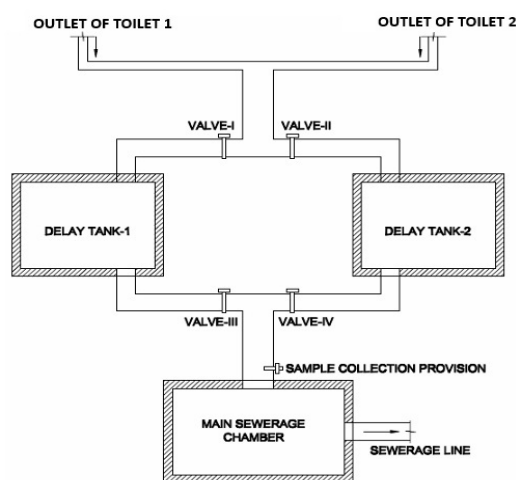 OUTLET OF TOILET 1
OUTLET OF TOILET 2
VALVE-I
VALVE-II
DELAY TANK-1
DELAY TANK-2
VALVE-III
VALVE-IV
SAMPLE COLLECTION PROVISION
MAIN SEWERAGE
CHAMBER
SEWERAGE LINE